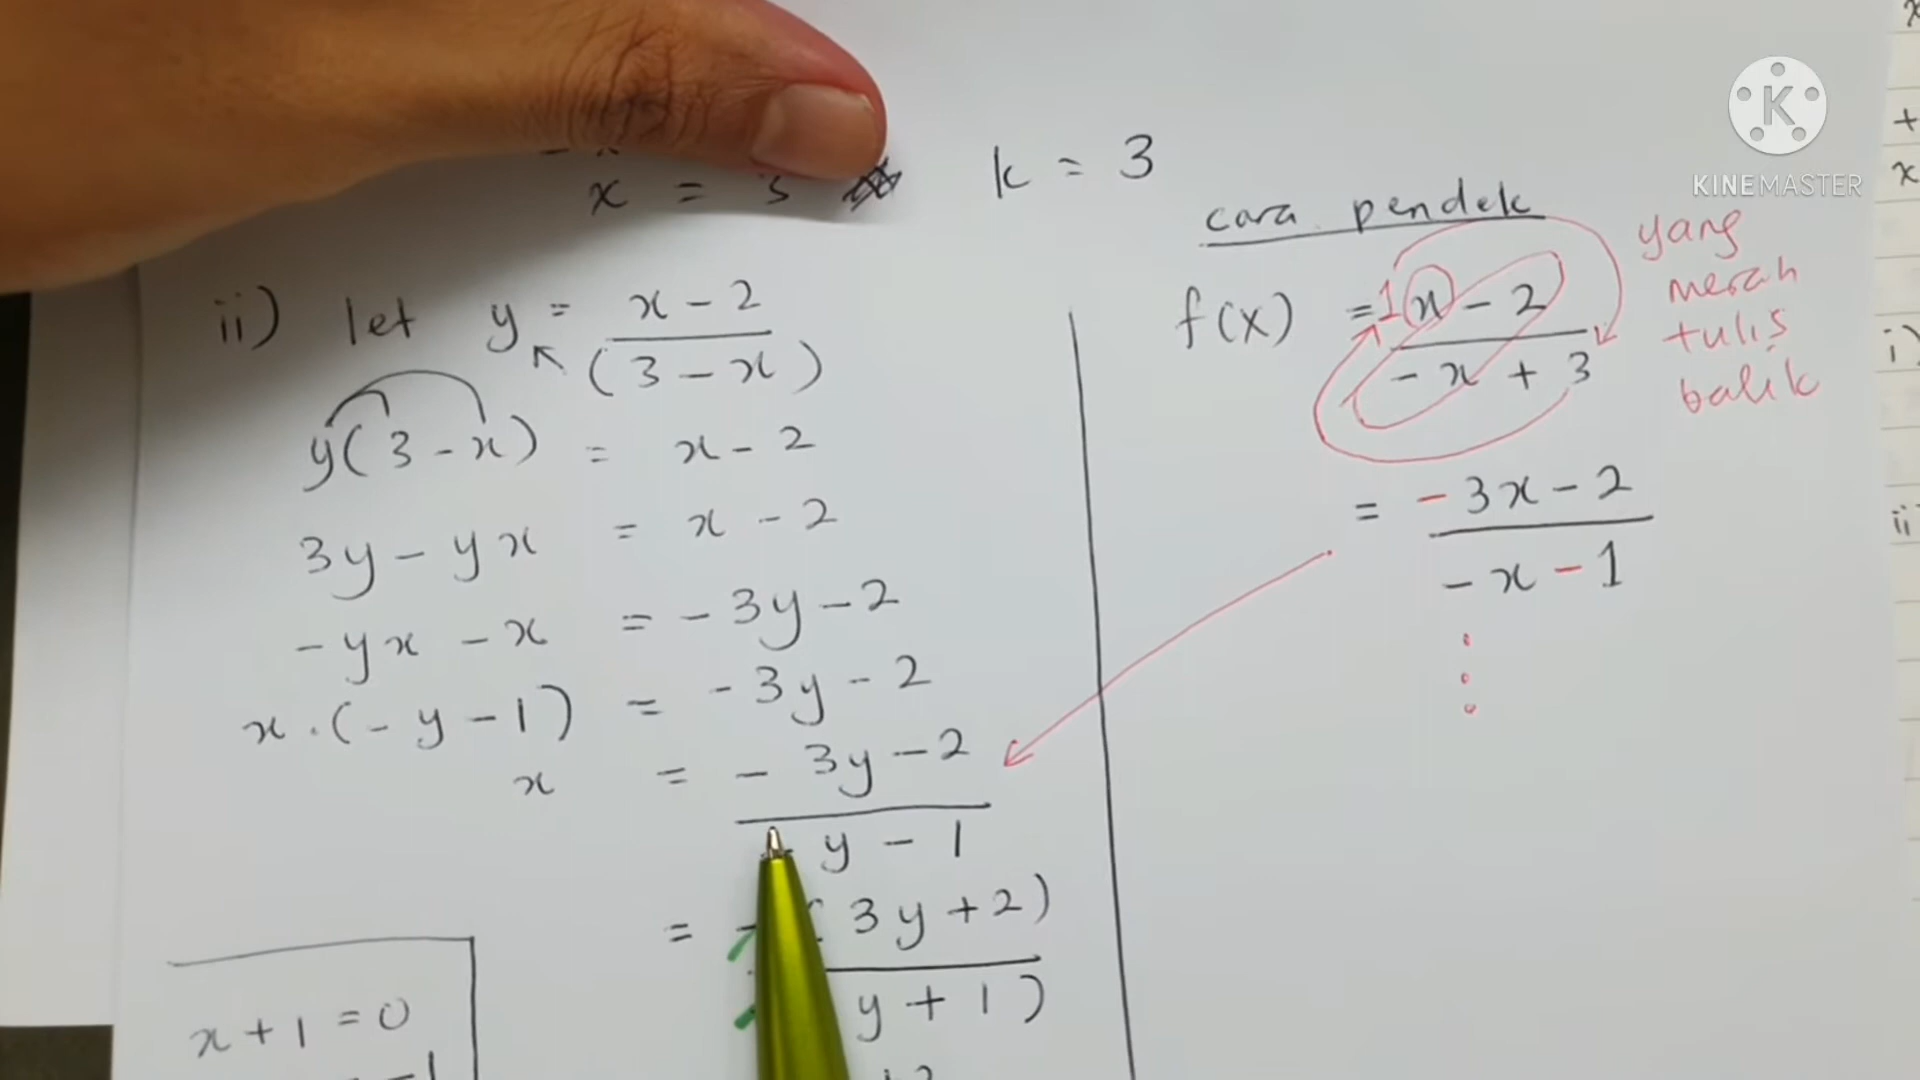 KINEMASTER
x = 3
k = 3
ii) let y = x - 2
(3 - x)
y(3 - x) = x - 2
3y - yx = x - 2
-yx - x = -3y - 2
x.(-y - 1) = -3y - 2
x = -3y - 2
y - 1
= -(3y + 2)
y + 1)
x + 1 = 0
-1
cara pendek
f(x) = 1x - 2
-x + 3
= -3x - 2
-x - 1
yang
merah
tulis
balik
+
x
i)
ii